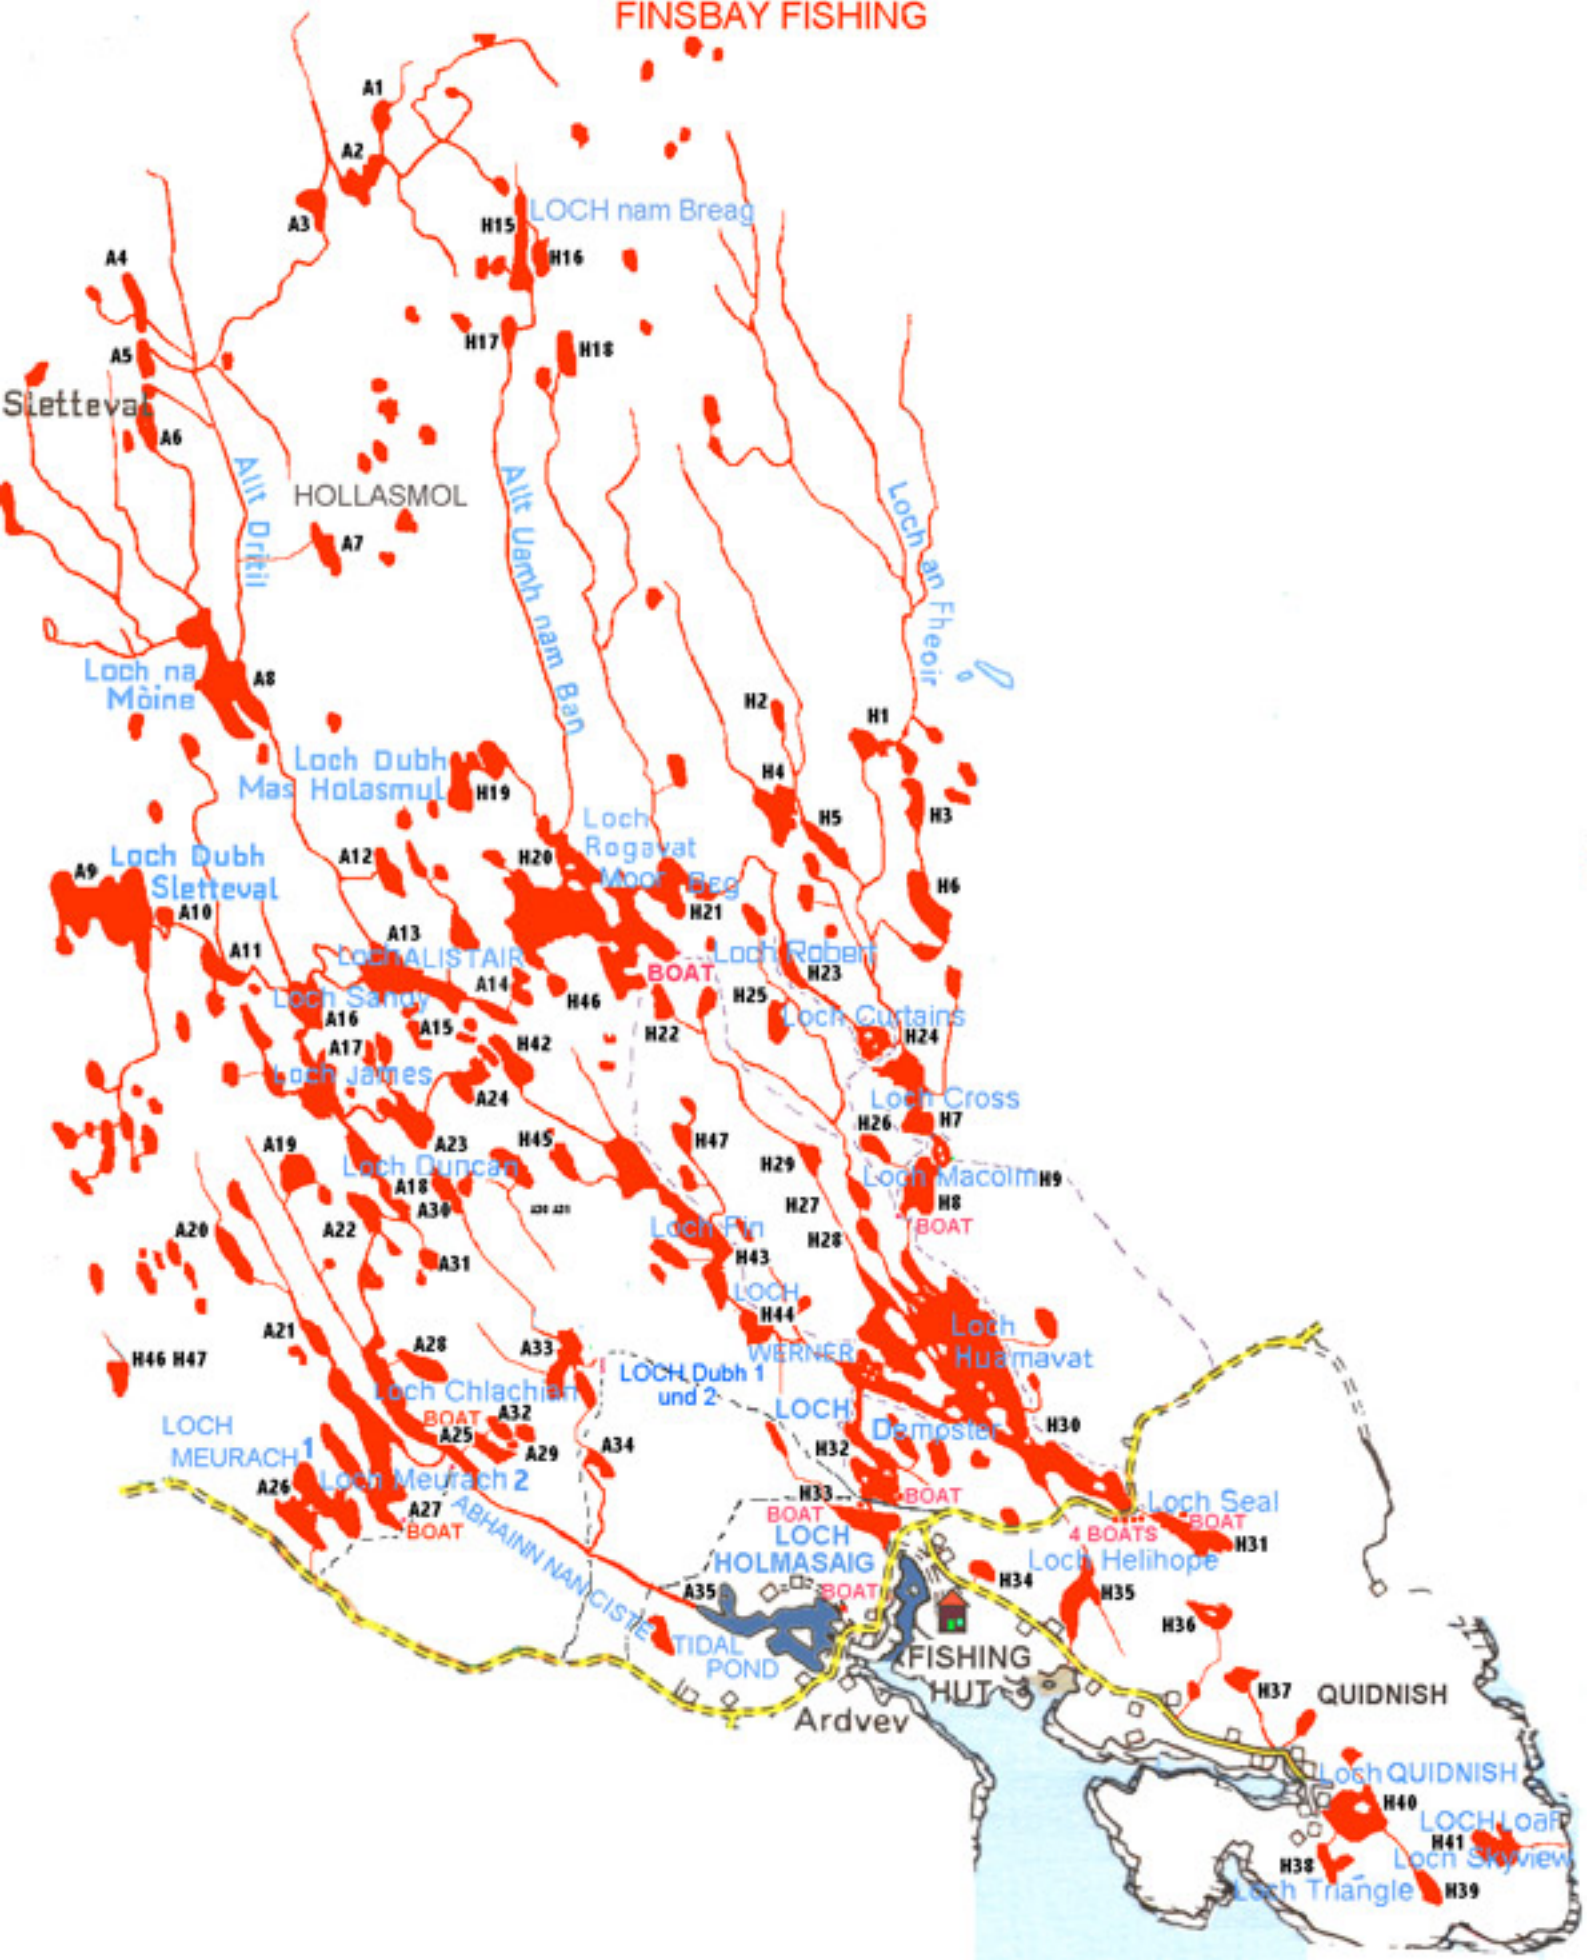 FINSBAY FISHING
A1
A2
A3
H15
LOCH nam Breag
H16
A4
H17
H18
A5
Sletteval
A6
Allt Dritil
HOLLASMOL
A7
Allt Uamh nam Ban
Loch an Fheoir
Loch na
Mòine
A8
H2
H1
Loch Dubh
Mas Holasmul
H19
H4
H3
H5
Loch
Rogavat
Moor Beg
H20
H21
A12
H6
A9
Loch Dubh
Sletteval
A10
A11
A13
Loch ALISTAIR
A14
H46
BOAT
Loch Robert
H23
H25
H22
Loch Sandy
A16
A15
Loch Curtains
H24
A17
H42
Loch James
A24
Loch Cross
H7
H26
A23
H45
H47
A19
Loch Duncan
H29
Loch Macolm
H9
H8
A18
A30
A30 A31
H27
BOAT
A20
A22
Loch Fin
H28
H43
A31
LOCH
H44
WERNER
Loch
Huamavat
A21
A28
A33
H46 H47
LOCH Dubh 1
und 2
Loch Chlachian
LOCH
Demoster
H30
BOAT
A32
A25
A29
A34
H32
LOCH
MEURACH 1
Loch Meurach 2
A26
A27
BOAT
H33
BOAT
BOAT
LOCH
HOLMASAIG
ABHAINN NAN CISTE
Loch Seal
BOAT
4 BOATS
H31
Loch Helihope
H34
H35
H36
A35
BOAT
TIDAL
POND
FISHING
HUT
Ardvev
H37
QUIDNISH
Loch QUIDNISH
H40
LOCH Loaf
H41
Loch Skyview
H38
Loch Triangle
H39